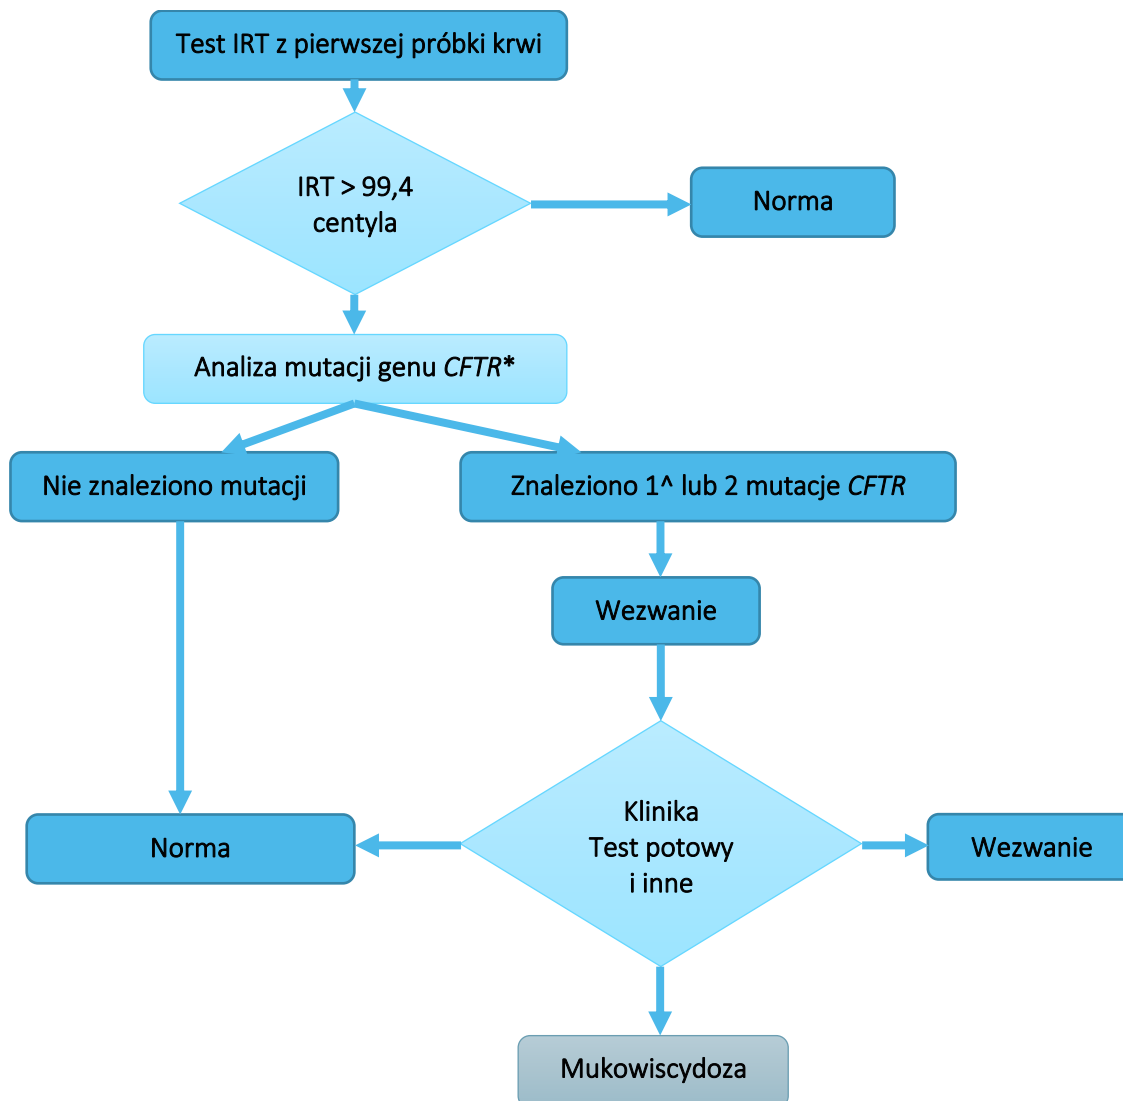 Test IRT z pierwszej próbki krwi
IRT > 99,4
centyla
Norma
Analiza mutacji genu CFTR*
Nie znaleziono mutacji
Znaleziono 1^ lub 2 mutacje CFTR
Wezwanie
Klinika
Test potowy
i inne
Norma
Wezwanie
Mukowiscydoza